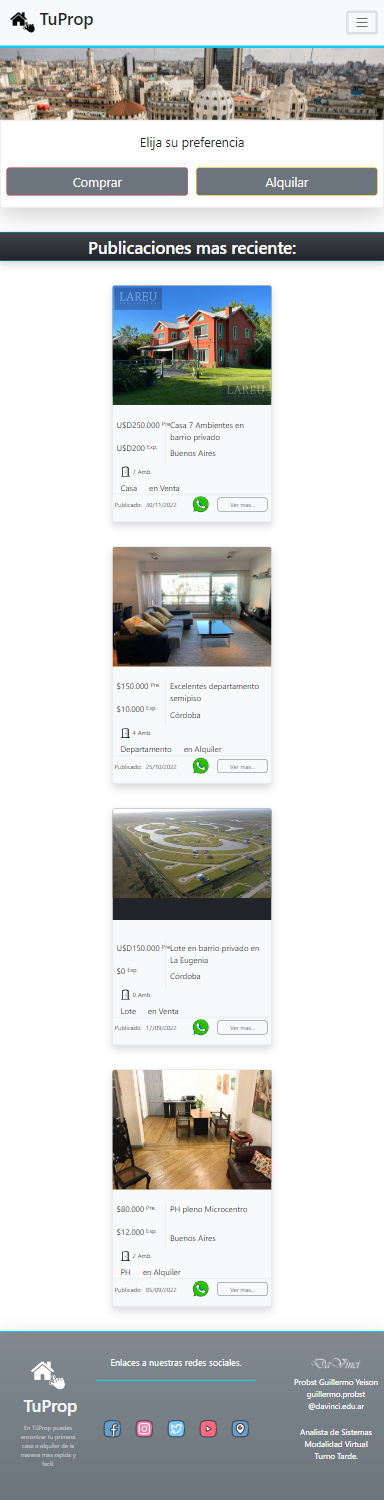 TuProp
Elija su preferencia
Comprar
Alquilar
Publicaciones mas reciente:
LAREU
LAREU
U$D250.000 Pre.
Casa 7 Ambientes en
barrio privado
U$D200 Exp.
Buenos Aires
7 Amb.
Casa en Venta
Publicado: 30/11/2022
Ver mas...
$150.000 Pre.
Excelentes departamento
semipiso
$10.000 Exp.
Córdoba
4 Amb.
Departamento en Alquiler
Publicado: 25/10/2022
Ver mas...
U$D150.000 Pre.
Lote en barrio privado en
La Eugenia
$0 Exp.
Córdoba
0 Amb.
Lote en Venta
Publicado: 17/09/2022
Ver mas...
$80.000 Pre.
PH pleno Microcentro
$12.000 Exp.
Buenos Aires
2 Amb.
PH en Alquiler
Publicado: 05/09/2022
Ver mas...
TuProp
En TuProp puedes
encontrar tu primera
casa o alquiler de la
manera mas rapida y
facil.
Enlaces a nuestras redes sociales.
DaVinci
Probst Guillermo Yeison
guillermo.probst
@davinci.edu.ar
Analista de Sistemas
Modalidad Virtual
Turno Tarde.